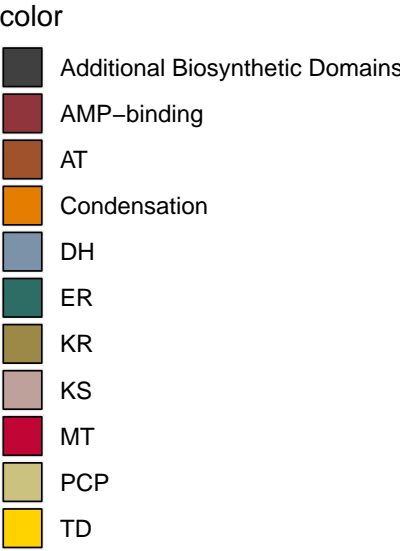 color
Additional Biosynthetic Domains
AMP−binding
AT
Condensation
DH
ER
KR
KS
MT
PCP
TD